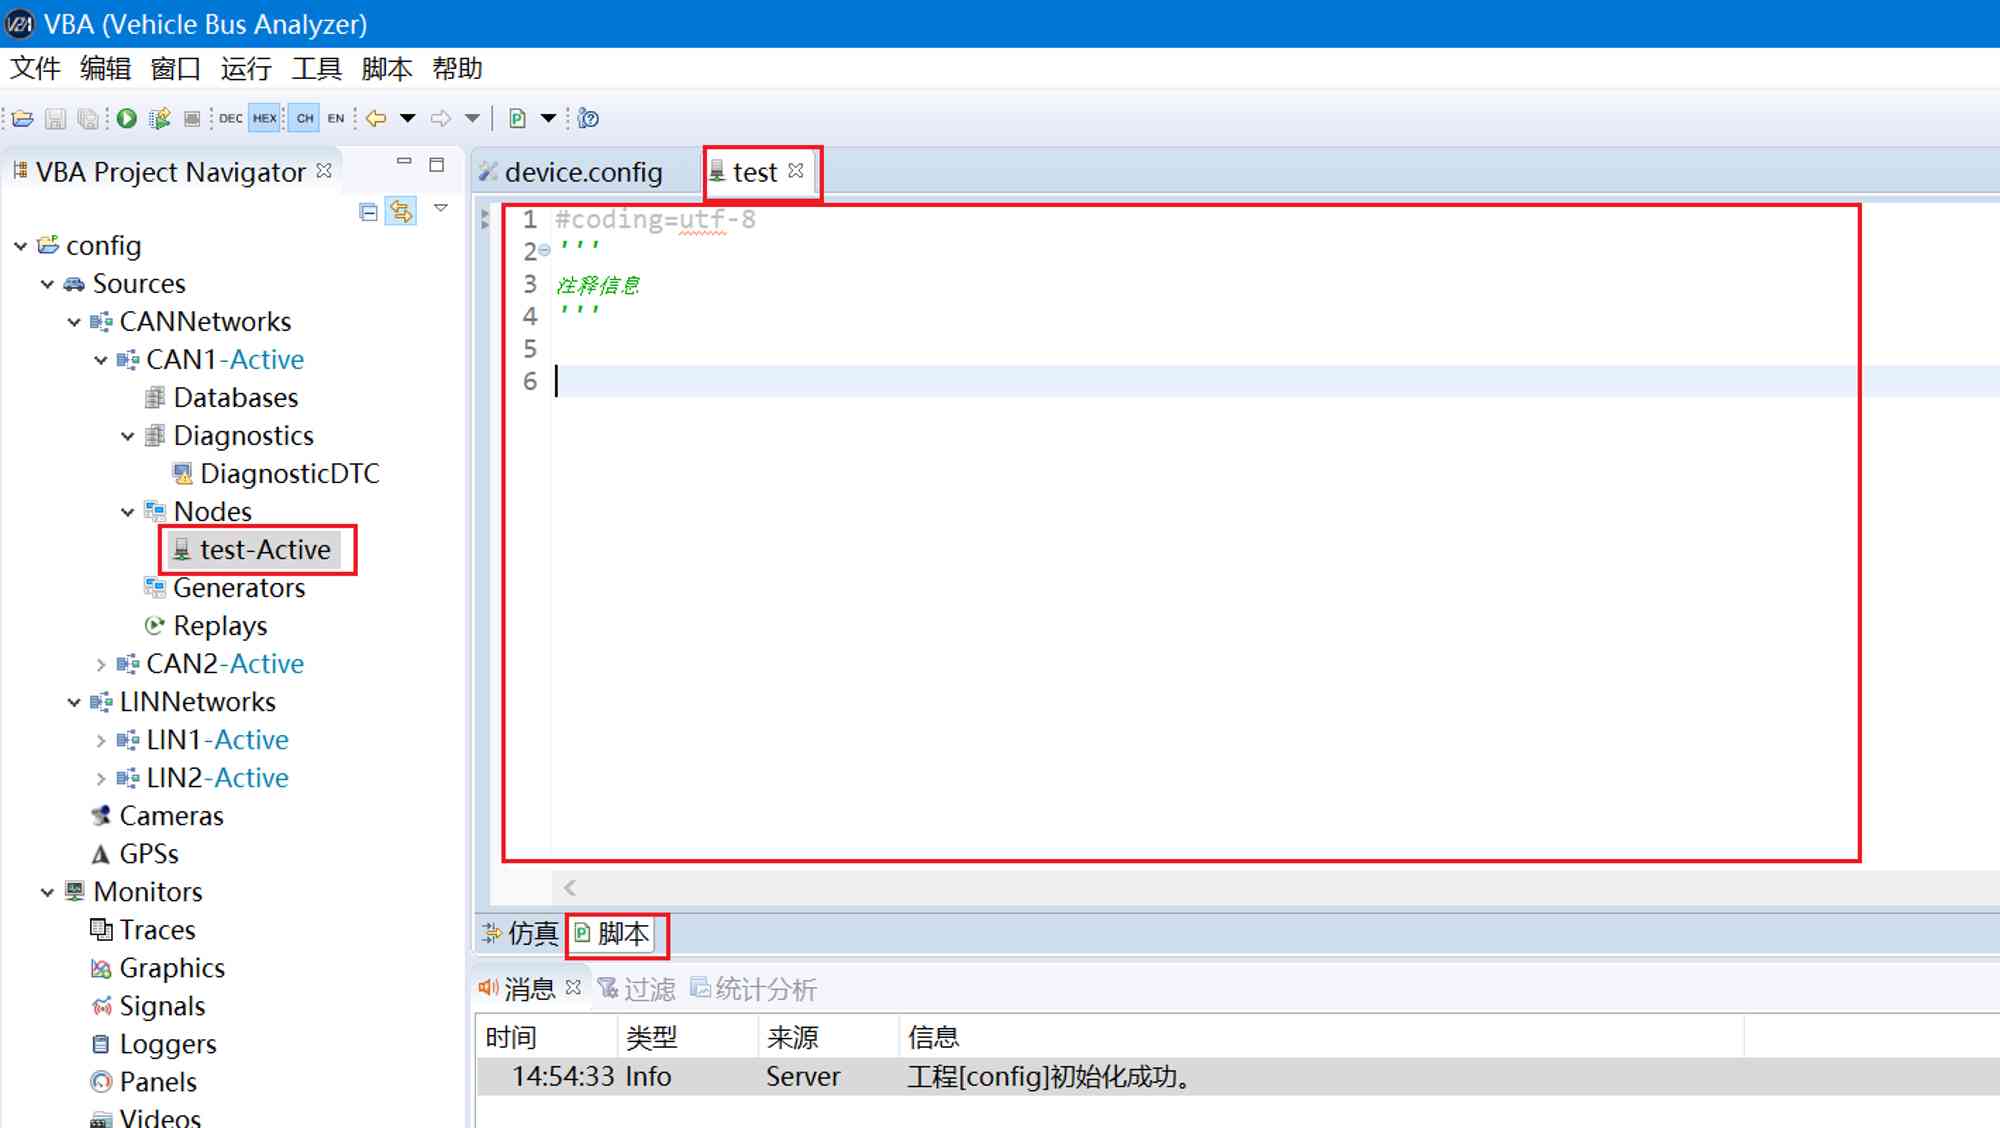 VBA (Vehicle Bus Analyzer)
文件 编辑 窗口 运行 工具 脚本 帮助
DEC HEX CH EN
VBA Project Navigator
config
Sources
CANNetworks
CAN1-Active
Databases
Diagnostics
DiagnosticDTC
Nodes
test-Active
Generators
Replays
CAN2-Active
LINNetworks
LIN1-Active
LIN2-Active
Cameras
GPSs
Monitors
Traces
Graphics
Signals
Loggers
Panels
Videos
device.config test
1 #coding=utf-8
2 '''
3 注释信息
4 '''
5
6
仿真 脚本
消息 过滤 统计分析
时间 类型 来源 信息
14:54:33 Info Server 工程[config]初始化成功。